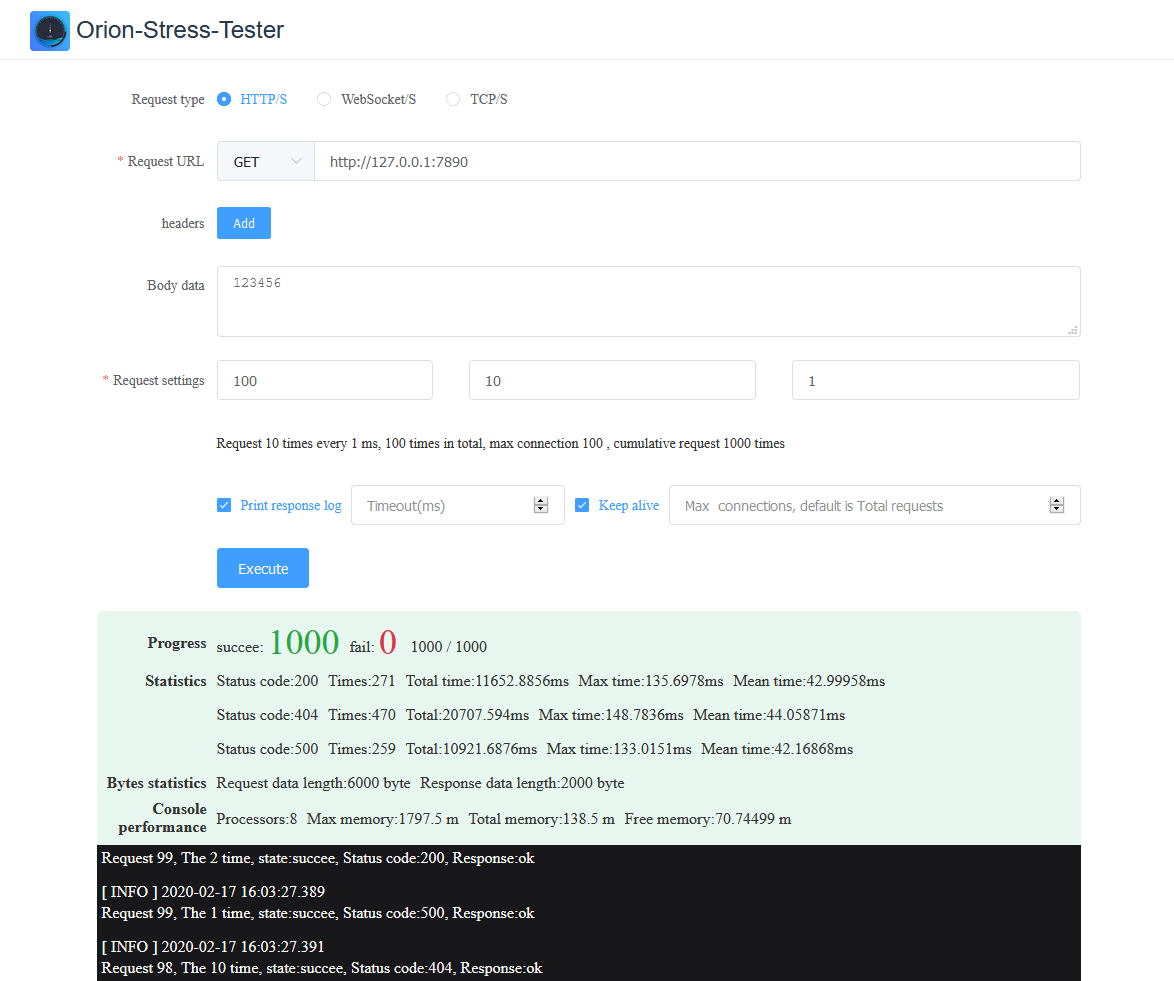 Orion-Stress-Tester
Request type HTTP/S WebSocket/S TCP/S
* Request URL GET http://127.0.0.1:7890
headers Add
Body data 123456
* Request settings 100 10 1
Request 10 times every 1 ms, 100 times in total, max connection 100 , cumulative request 1000 times
Print response log Timeout(ms) Keep alive Max connections, default is Total requests
Execute
Progress succee: 1000 fail: 0 1000 / 1000
Statistics Status code:200 Times:271 Total time:11652.8856ms Max time:135.6978ms Mean time:42.99958ms
Status code:404 Times:470 Total:20707.594ms Max time:148.7836ms Mean time:44.05871ms
Status code:500 Times:259 Total:10921.6876ms Max time:133.0151ms Mean time:42.16868ms
Bytes statistics Request data length:6000 byte Response data length:2000 byte
Console
performance Processors:8 Max memory:1797.5 m Total memory:138.5 m Free memory:70.74499 m
Request 99, The 2 time, state:succee, Status code:200, Response:ok
[ INFO ] 2020-02-17 16:03:27.389
Request 99, The 1 time, state:succee, Status code:500, Response:ok
[ INFO ] 2020-02-17 16:03:27.391
Request 98, The 10 time, state:succee, Status code:404, Response:ok